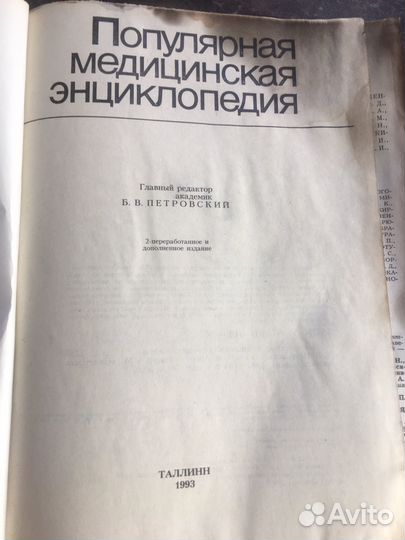 Популярная
медицинская
энциклопедия
Главный редактор
академик
Б. В. ПЕТРОВСКИЙ
2-переработанное и
дополненное издание
ТАЛЛИНН
1993
Avito